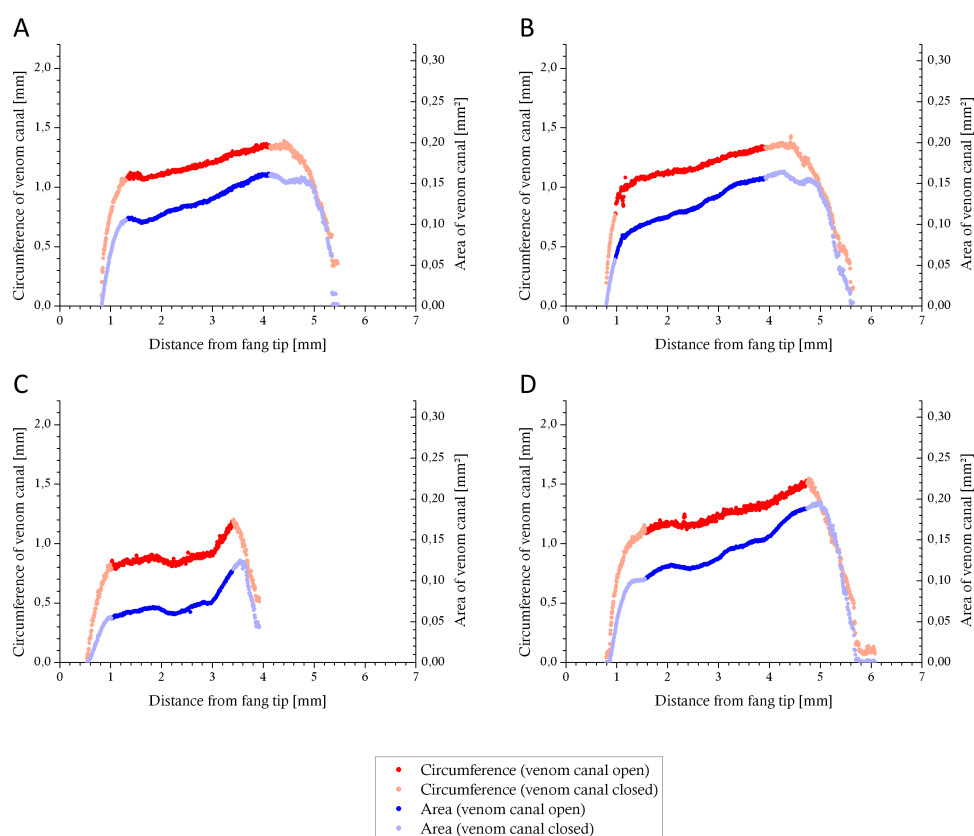 A
B
Circumference of venom canal [mm]
2,0
1,5
1,0
0,5
0,0
0,30
0,25
0,20
0,15
0,10
0,05
0,00
Area of venom canal [mm²]
0 1 2 3 4 5 6 7
Distance from fang tip [mm]
Circumference of venom canal [mm]
2,0
1,5
1,0
0,5
0,0
0,30
0,25
0,20
0,15
0,10
0,05
0,00
Area of venom canal [mm²]
0 1 2 3 4 5 6 7
Distance from fang tip [mm]
C
D
Circumference of venom canal [mm]
2,0
1,5
1,0
0,5
0,0
0,30
0,25
0,20
0,15
0,10
0,05
0,00
Area of venom canal [mm²]
0 1 2 3 4 5 6 7
Distance from fang tip [mm]
Circumference of venom canal [mm]
2,0
1,5
1,0
0,5
0,0
0,30
0,25
0,20
0,15
0,10
0,05
0,00
Area of venom canal [mm²]
0 1 2 3 4 5 6 7
Distance from fang tip [mm]
Circumference (venom canal open)
Circumference (venom canal closed)
Area (venom canal open)
Area (venom canal closed)